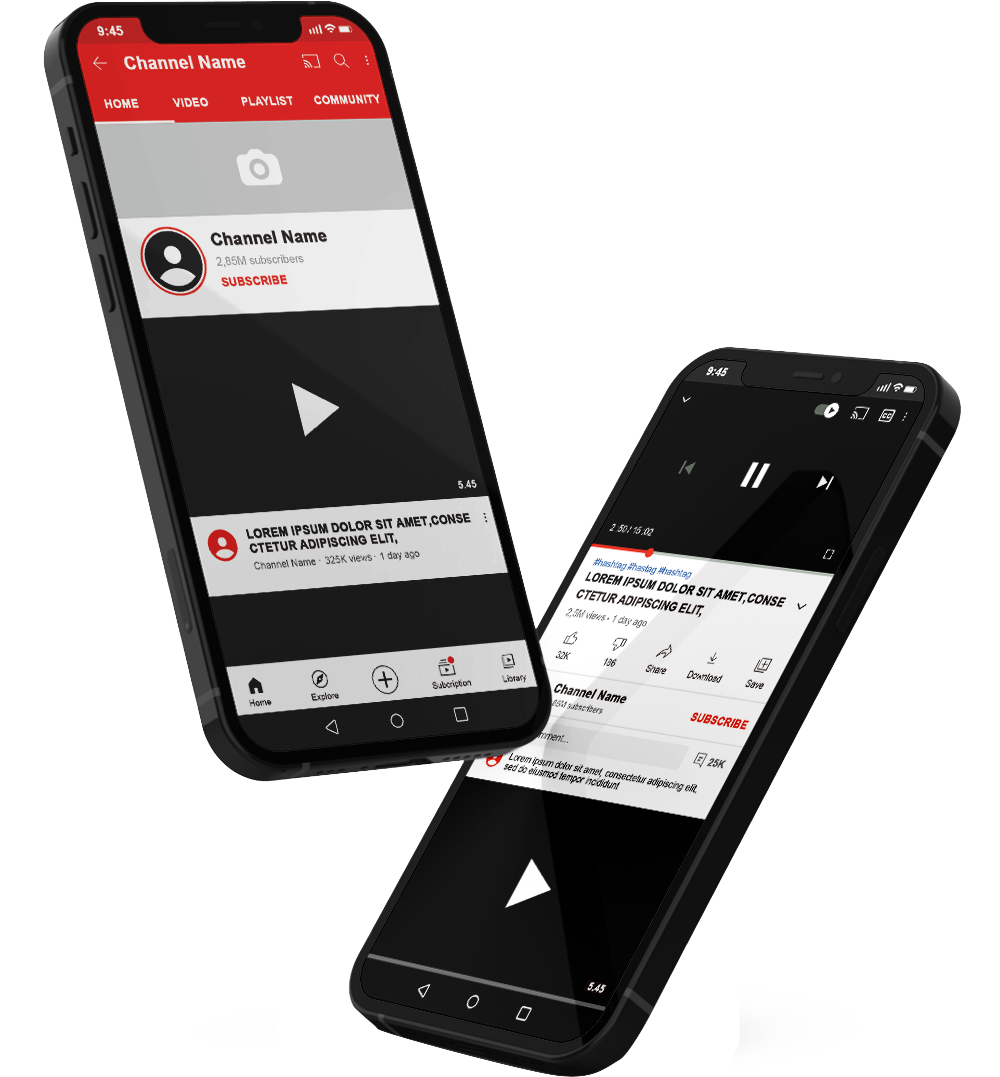 9:45
Channel Name
HOME VIDEO PLAYLIST COMMUNITY
Channel Name
2,85M subscribers
SUBSCRIBE
5.45
LOREM IPSUM DOLOR SIT AMET,CONSE
CTETUR ADIPISCING ELIT,
Channel Name · 325K views · 1 day ago
Home Explore Subcription Library
9:45
CC
2 .50 / 15 .02
#hashtag #hastag #hashtag
LOREM IPSUM DOLOR SIT AMET,CONSE
CTETUR ADIPISCING ELIT,
2,5M views • 1 day ago
32K 186 Share Download Save
Channel Name
85M subscribers
SUBSCRIBE
mment...
25K
Lorem ipsum dolor sit amet, consectetur adipiscing elit,
sed do eiusmod tempor incididunt
5.45